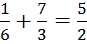 1/6 + 7/3 = 5/2